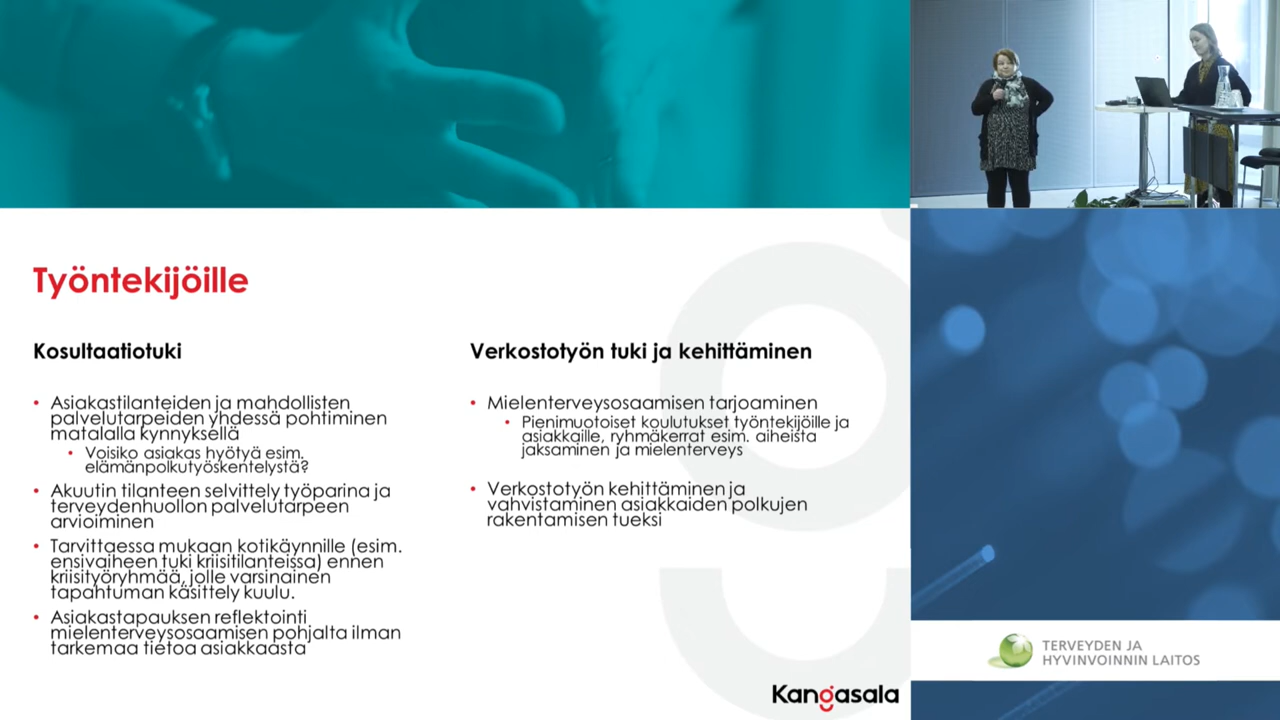 Työntekijöille
Kosultaatiotuki
• Asiakastilanteiden ja mahdollisten
palvelutarpeiden yhdessä pohtiminen
matalalla kynnyksellä
• Voisiko asiakas hyötyä esim.
elämänpolkutyöskentelystä?
• Akuutin tilanteen selvittely työparina ja
terveydenhuollon palvelutarpeen
arvioiminen
• Tarvittaessa mukaan kotikäynnille (esim.
ensivaiheen tuki kriisitilanteissa) ennen
kriisityöryhmää, jolle varsinainen
tapahtuman käsittely kuulu.
• Asiakastapauksen reflektointi
mielenterveysosaamisen pohjalta ilman
tarkemaa tietoa asiakkaasta
Verkostotyön tuki ja kehittäminen
• Mielenterveysosaamisen tarjoaminen
• Pienimuotoiset koulutukset työntekijöille ja
asiakkaille, ryhmäkerrat esim. aiheista
jaksaminen ja mielenterveys
• Verkostotyön kehittäminen ja
vahvistaminen asiakkaiden polkujen
rakentamisen tueksi
Kangasala
TERVEYDEN JA
HYVINVOINNIN LAITOS